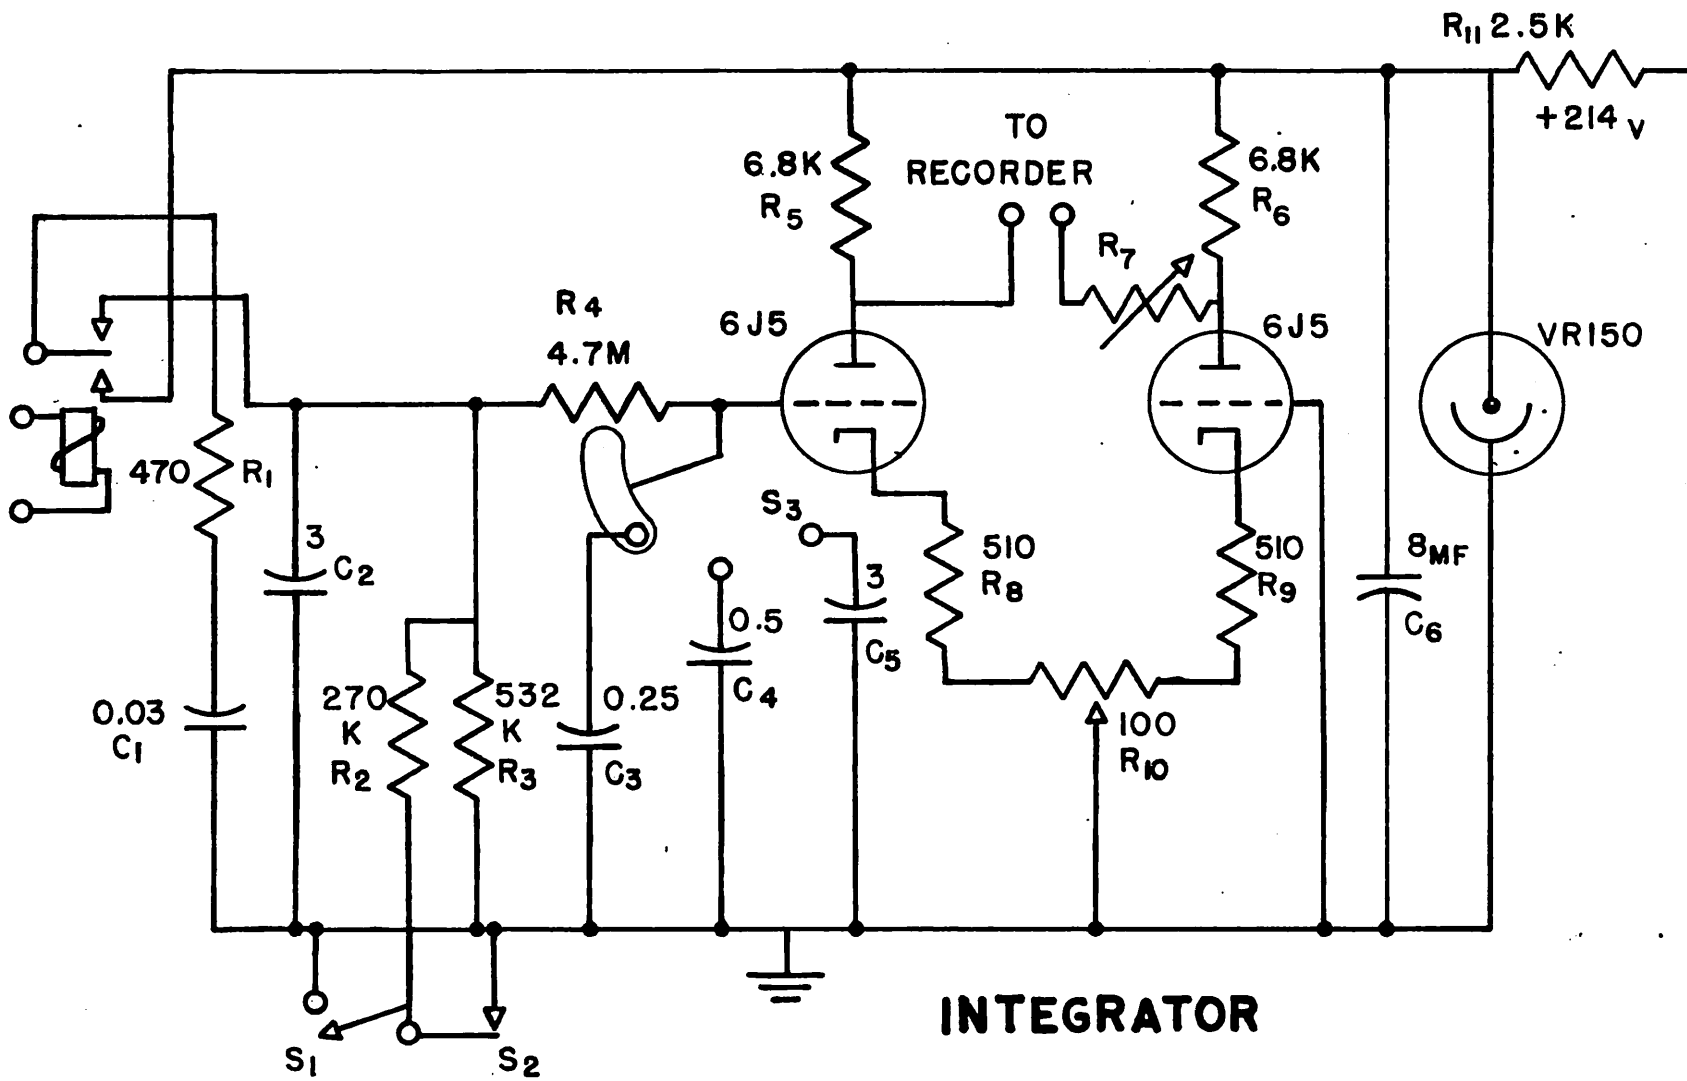 R11 2.5K
+214 V
TO
RECORDER
6.8K
R5
6.8K
R6
R7
R4
4.7M
6J5
6J5
VR150
470
R1
3
C2
S3
3
C5
510
R8
510
R9
8MF
C6
0.5
C4
270
K
R2
532
K
R3
0.25
C3
0.03
C1
100
R10
INTEGRATOR
S1
S2